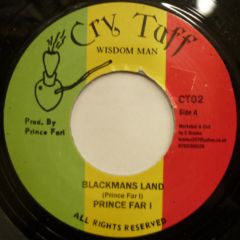 Cry Tuff
WISDOM MAN
Prod. By
Prince Fari
CT02
Side A
BLACKMANS LAND
(Prince Far I)
PRINCE FAR I
ALL RIGHTS RESERVED